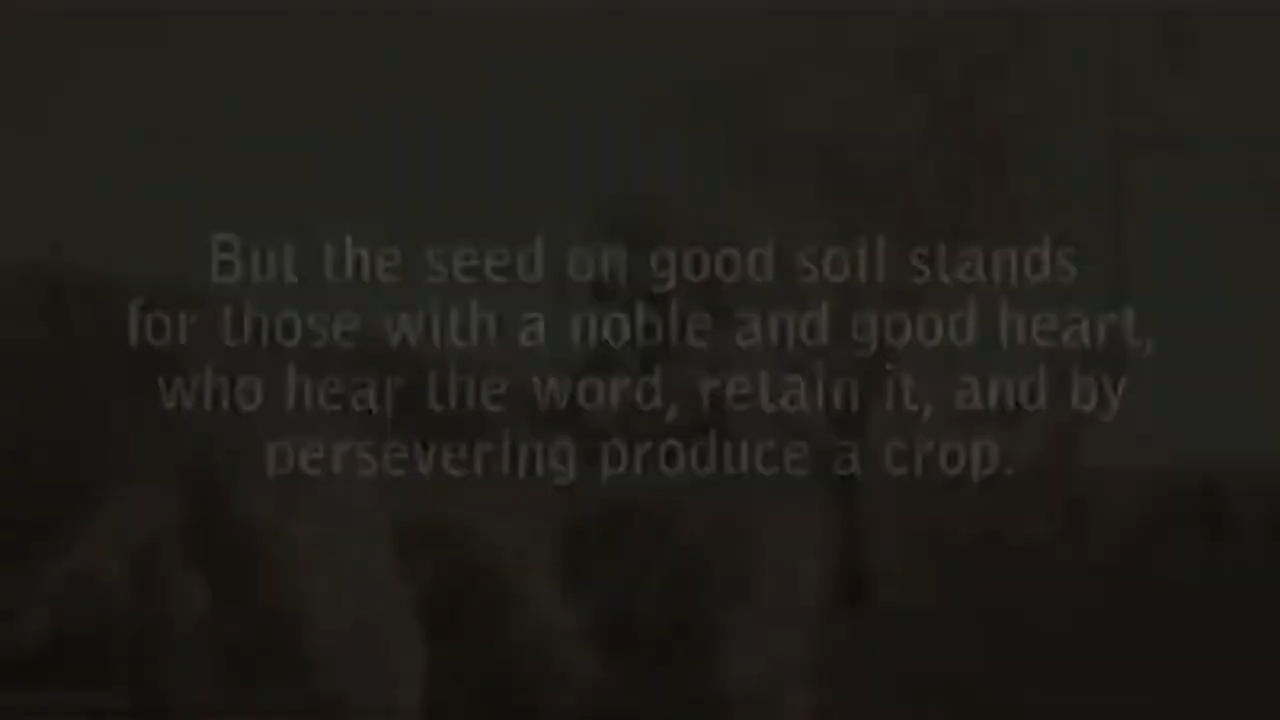 But the seed on good soil stands
for those with a noble and good heart,
who hear the word, retain it, and by
persevering produce a crop.